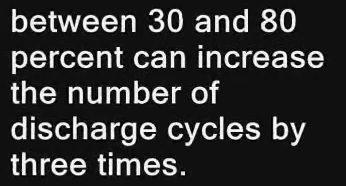 between 30 and 80
percent can increase
the number of
discharge cycles by
three times.